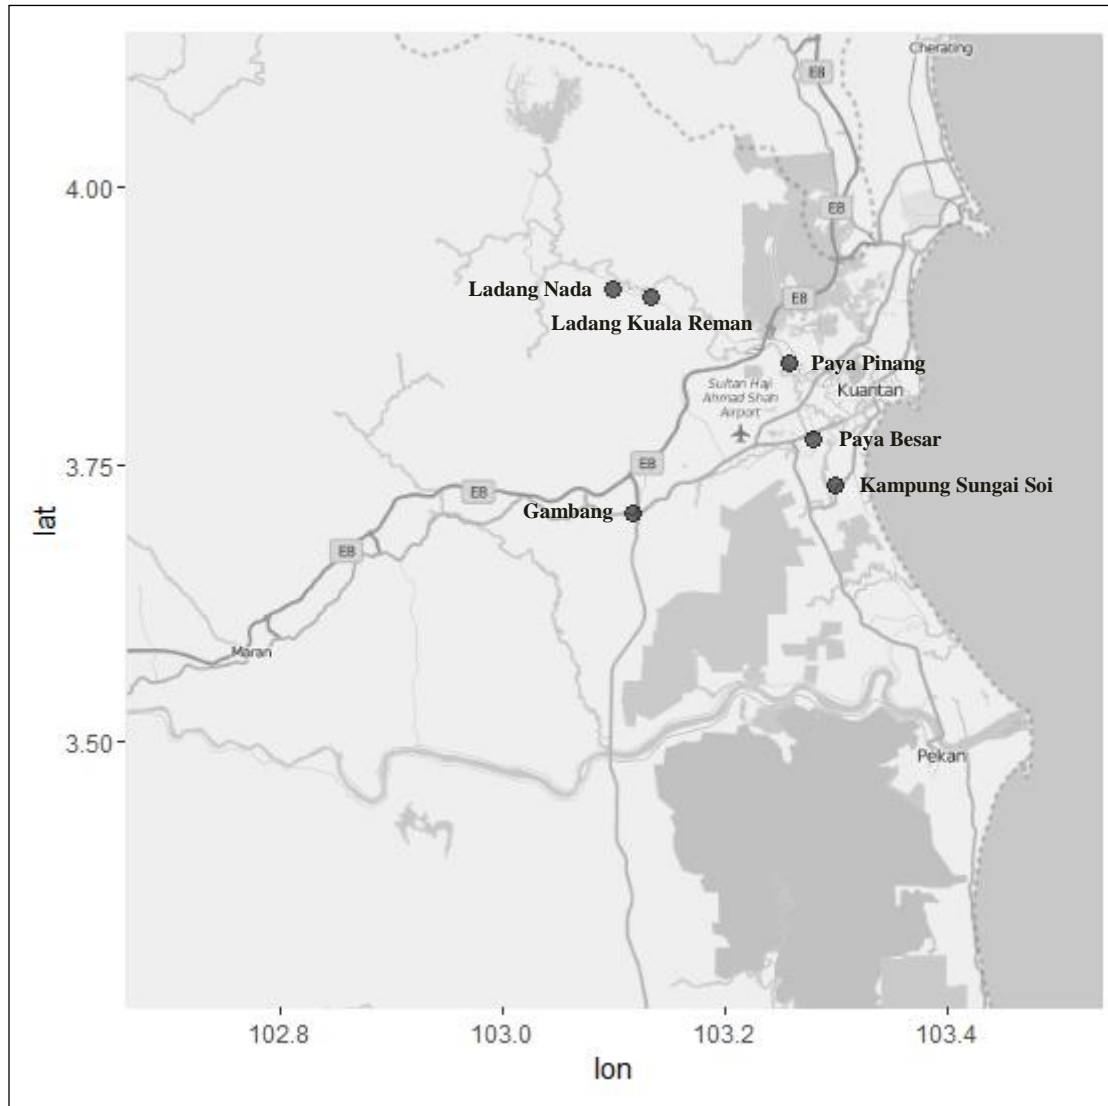 Cherating
E8
4.00
E8
Ladang Nada
E8
Ladang Kuala Reman
Paya Pinang
Sultan Haji
Ahmad Shah
Airport
Kuantan
Paya Besar
3.75
E8
Kampung Sungai Soi
E8
Gambang
lat
E8
Maran
3.50
Pekan
102.8
103.0
103.2
103.4
lon